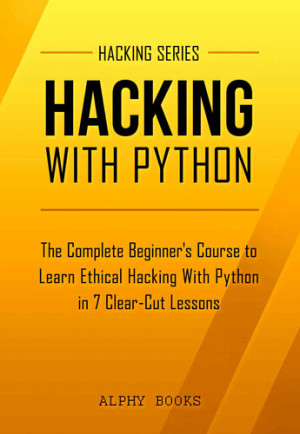 HACKING SERIES
HACKING
WITH PYTHON
The Complete Beginner's Course to
Learn Ethical Hacking With Python
in 7 Clear-Cut Lessons
ALPHY BOOKS